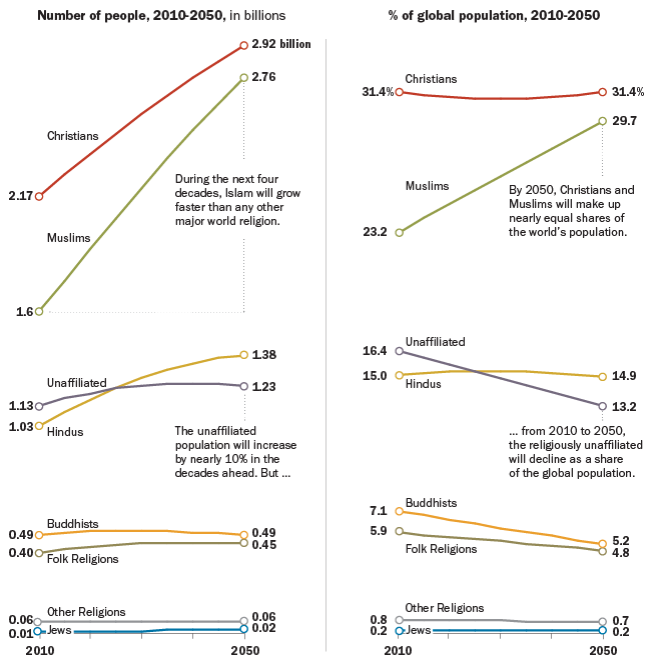 Number of people, 2010-2050, in billions
2.92 billion
2.76
Christians
During the next four
decades, Islam will grow
faster than any other
major world religion.
2.17
Muslims
1.6
1.38
Unaffiliated
1.23
1.13
1.03
Hindus
The unaffiliated
population will increase
by nearly 10% in the
decades ahead. But ...
Buddhists
0.49
0.49
0.40
0.45
Folk Religions
Other Religions
0.06
0.06
0.01
Jews
0.02
2010
2050
% of global population, 2010-2050
Christians
31.4%
31.4%
29.7
Muslims
By 2050, Christians and
Muslims will make up
nearly equal shares of
the world's population.
23.2
Unaffiliated
16.4
15.0
Hindus
14.9
13.2
... from 2010 to 2050,
the religiously unaffiliated
will decline as a share
of the global population.
Buddhists
7.1
5.9
5.2
Folk Religions
4.8
Other Religions
0.8
0.7
0.2
Jews
0.2
2010
2050